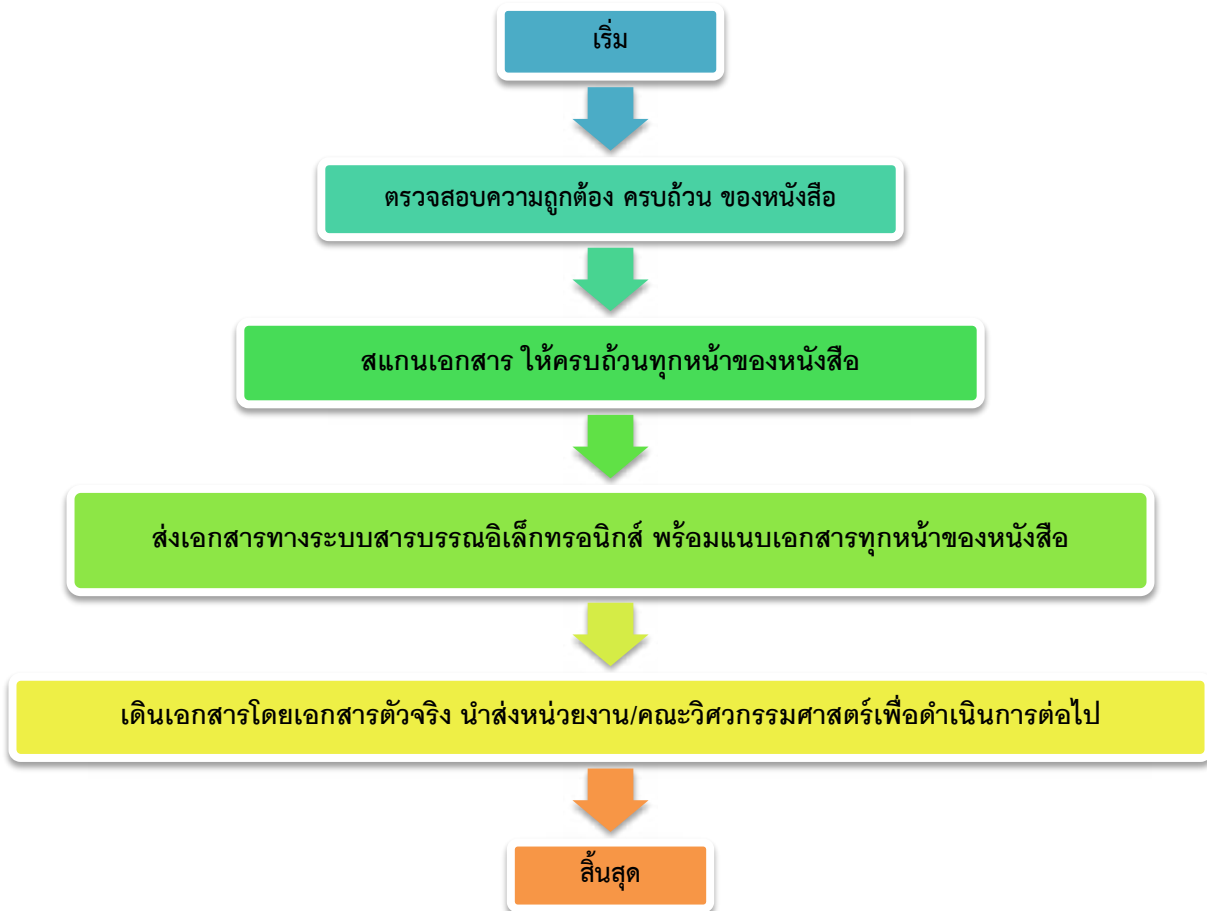 เริ่ม
ตรวจสอบความถูกต้อง ครบถ้วน ของหนังสือ
สแกนเอกสาร ให้ครบถ้วนทุกหน้าของหนังสือ
ส่งเอกสารทางระบบสารบรรณอิเล็กทรอนิกส์ พร้อมแนบเอกสารทุกหน้าของหนังสือ
เดินเอกสารโดยเอกสารตัวจริง นำส่งหน่วยงาน/คณะวิศวกรรมศาสตร์เพื่อดำเนินการต่อไป
สิ้นสุด